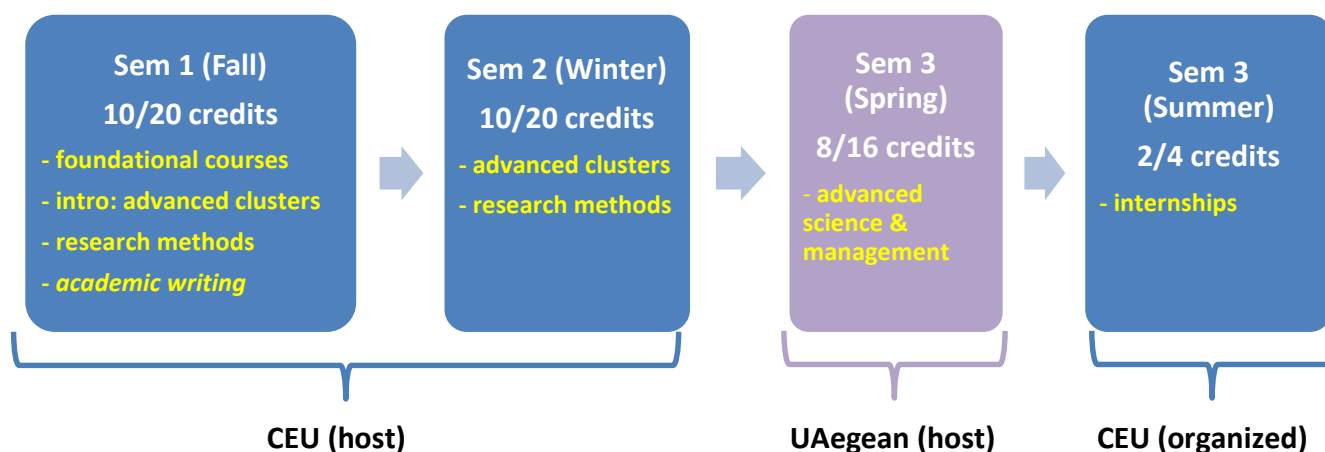 Sem 1 (Fall)
10/20 credits
- foundational courses
- intro: advanced clusters
- research methods
- academic writing
Sem 2 (Winter)
10/20 credits
- advanced clusters
- research methods
Sem 3
(Spring)
8/16 credits
- advanced
science &
management
Sem 3
(Summer)
2/4 credits
- internships
CEU (host)
UAegean (host)
CEU (organized)